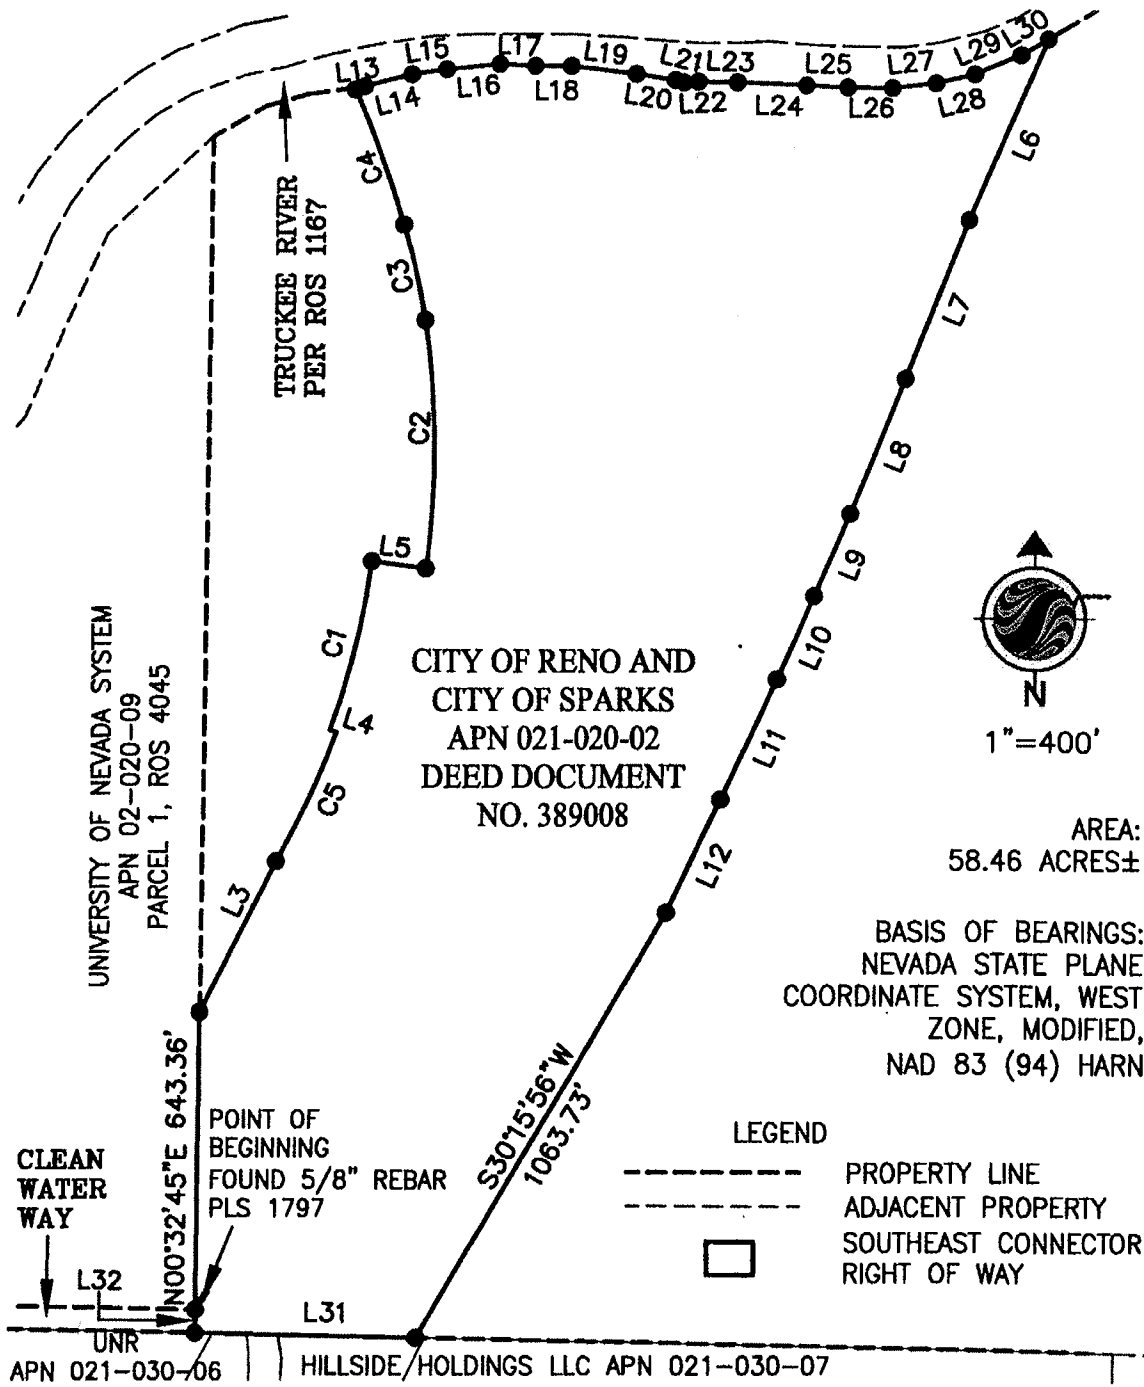 L13
L14
L15
L16
L17
L18
L19
L20
L21
L22
L23
L24
L25
L26
L27
L28
L29
L30
C4
C3
C2
L5
C1
L4
C5
L3
L6
L7
L8
L9
L10
L11
L12
TRUCKEE RIVER
PER ROS 1167
UNIVERSITY OF NEVADA SYSTEM
APN 02-020-09
PARCEL 1, ROS 4045
CITY OF RENO AND
CITY OF SPARKS
APN 021-020-02
DEED DOCUMENT
NO. 389008
N
1"=400'
AREA:
58.46 ACRES±
BASIS OF BEARINGS:
NEVADA STATE PLANE
COORDINATE SYSTEM, WEST
ZONE, MODIFIED,
NAD 83 (94) HARN
N00°32'45"E 643.36'
S30°15'56"W
1063.73'
POINT OF
BEGINNING
FOUND 5/8" REBAR
PLS 1797
CLEAN
WATER
WAY
LEGEND
PROPERTY LINE
ADJACENT PROPERTY
SOUTHEAST CONNECTOR
RIGHT OF WAY
L32
L31
UNR
APN 021-030-06
HILLSIDE HOLDINGS LLC APN 021-030-07